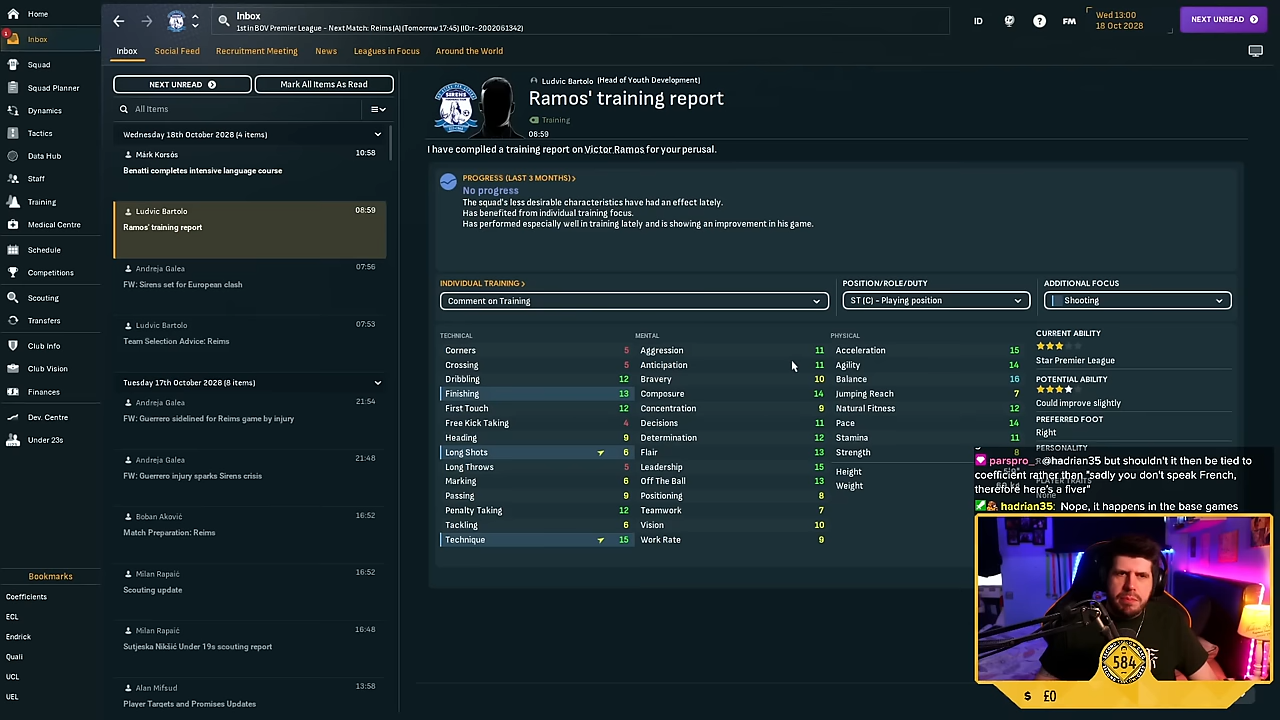 Home
Inbox
Squad
Squad Planner
Dynamics
Tactics
Data Hub
Staff
Training
Medical Centre
Schedule
Competitions
Scouting
Transfers
Club Info
Club Vision
Finances
Dev. Centre
Under 23s
Bookmarks
Coefficients
ECL
Endrick
Quali
UCL
UEL
Inbox
1st in BOV Premier League - Next Match: Reims (A) (Tomorrow 17:45) (ID:r-2002061342)
ID
FM
Wed 13:00
18 Oct 2028
NEXT UNREAD
Inbox Social Feed Recruitment Meeting News Leagues in Focus Around the World
NEXT UNREAD
Mark All Items As Read
All Items
Wednesday 18th October 2028 (4 items)
Márk Korsós 10:58
Benatti completes intensive language course
Ludvic Bartolo 08:59
Ramos' training report
Andreja Galea 07:56
FW: Sirens set for European clash
Ludvic Bartolo 07:53
Team Selection Advice: Reims
Tuesday 17th October 2028 (8 items)
Andreja Galea 21:54
FW: Guerrero sidelined for Reims game by injury
Andreja Galea 21:48
FW: Guerrero injury sparks Sirens crisis
Boban Aković 16:52
Match Preparation: Reims
Milan Rapaić 16:52
Scouting update
Milan Rapaić 16:48
Sutjeska Nikšić Under 19s scouting report
Alan Mifsud 13:58
Player Targets and Promises Updates
SIRENS
Ludvic Bartolo (Head of Youth Development)
Ramos' training report
Training
08:59
I have compiled a training report on Victor Ramos for your perusal.
PROGRESS (LAST 3 MONTHS)>
No progress
The squad's less desirable characteristics have had an effect lately.
Has benefited from individual training focus.
Has performed especially well in training lately and is showing an improvement in his game.
INDIVIDUAL TRAINING >
Comment on Training
POSITION/ROLE/DUTY
ST (C) - Playing position
ADDITIONAL FOCUS
Shooting
TECHNICAL
Corners 5
Crossing 5
Dribbling 12
Finishing 13
First Touch 12
Free Kick Taking 4
Heading 9
Long Shots 6
Long Throws 5
Marking 6
Passing 9
Penalty Taking 12
Tackling 6
Technique 15
MENTAL
Aggression 11
Anticipation 11
Bravery 10
Composure 14
Concentration 9
Decisions 11
Determination 12
Flair 13
Leadership 15
Off The Ball 13
Positioning 8
Teamwork 7
Vision 10
Work Rate 9
PHYSICAL
Acceleration 15
Agility 14
Balance 16
Jumping Reach 7
Natural Fitness 12
Pace 14
Stamina 11
Strength 8
Height
Weight
CURRENT ABILITY
Star Premier League
POTENTIAL ABILITY
Could improve slightly
PREFERRED FOOT
Right
PERSONALITY
PLAYER TRAITS
None
parspro_: @hadrian35 but shouldn't it then be tied to
coefficient rather than "sadly you don't speak French,
therefore here's a fiver"
hadrian35: Nope, it happens in the base games
584
$ £0